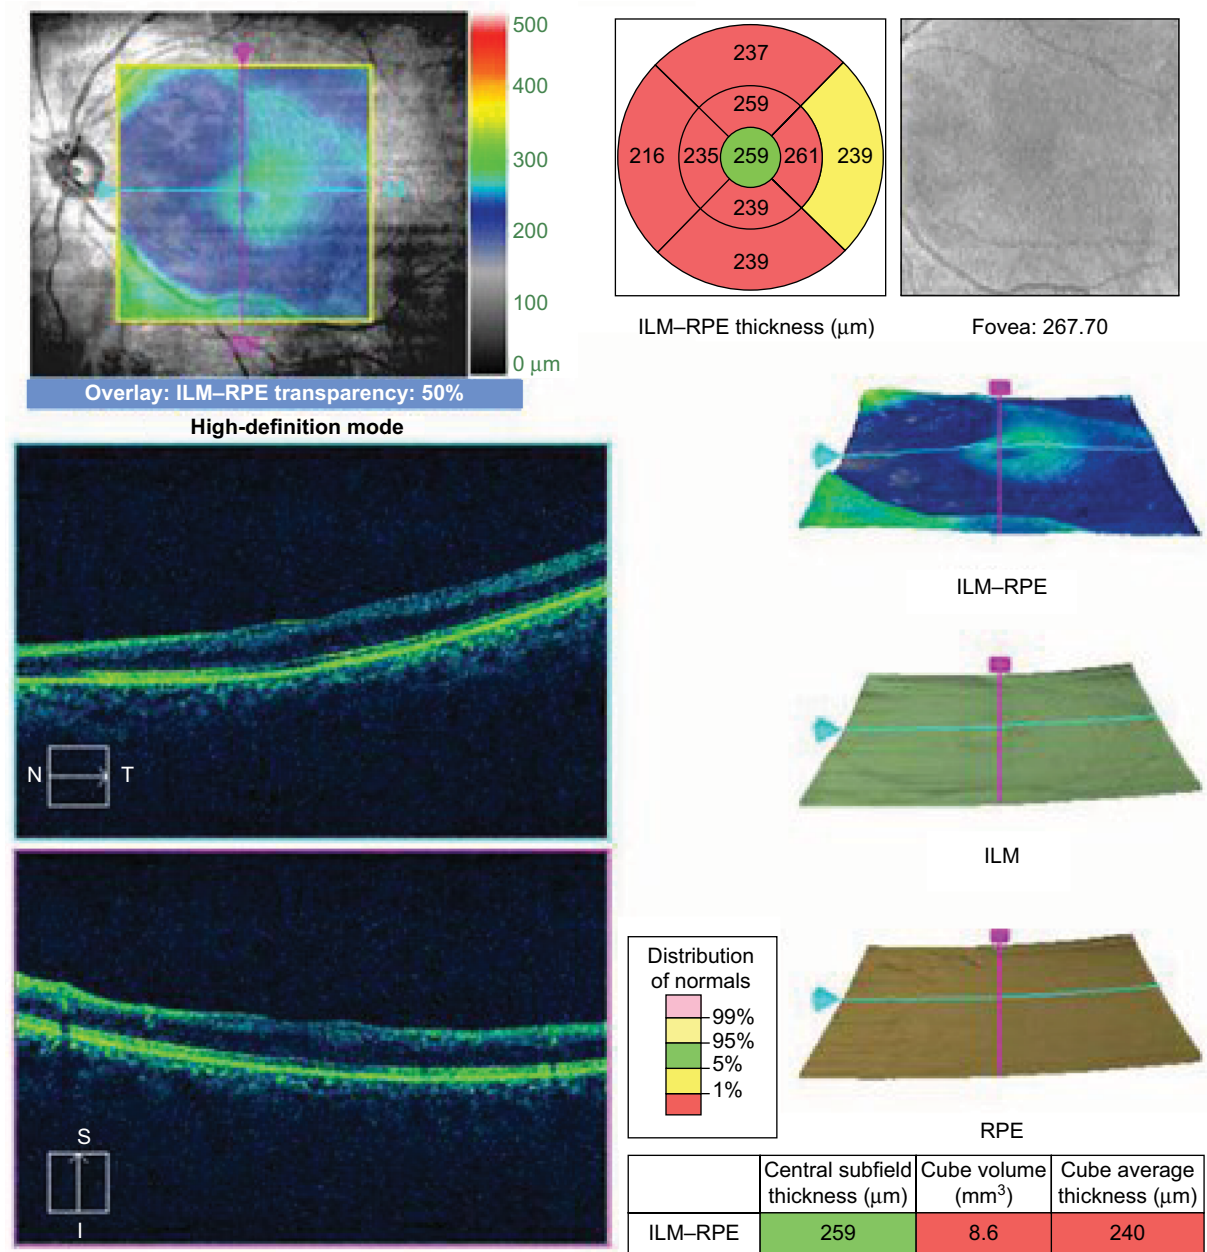 500
400
300
200
100
0 μm
Overlay: ILM–RPE transparency: 50%
237
259
216
235
259
261
239
239
239
ILM–RPE thickness (μm)
Fovea: 267.70
High-definition mode
N
T
S
I
ILM–RPE
ILM
RPE
Distribution
of normals
99%
95%
5%
1%
Central subfield
thickness (μm)
Cube volume
(mm³)
Cube average
thickness (μm)
ILM–RPE
259
8.6
240